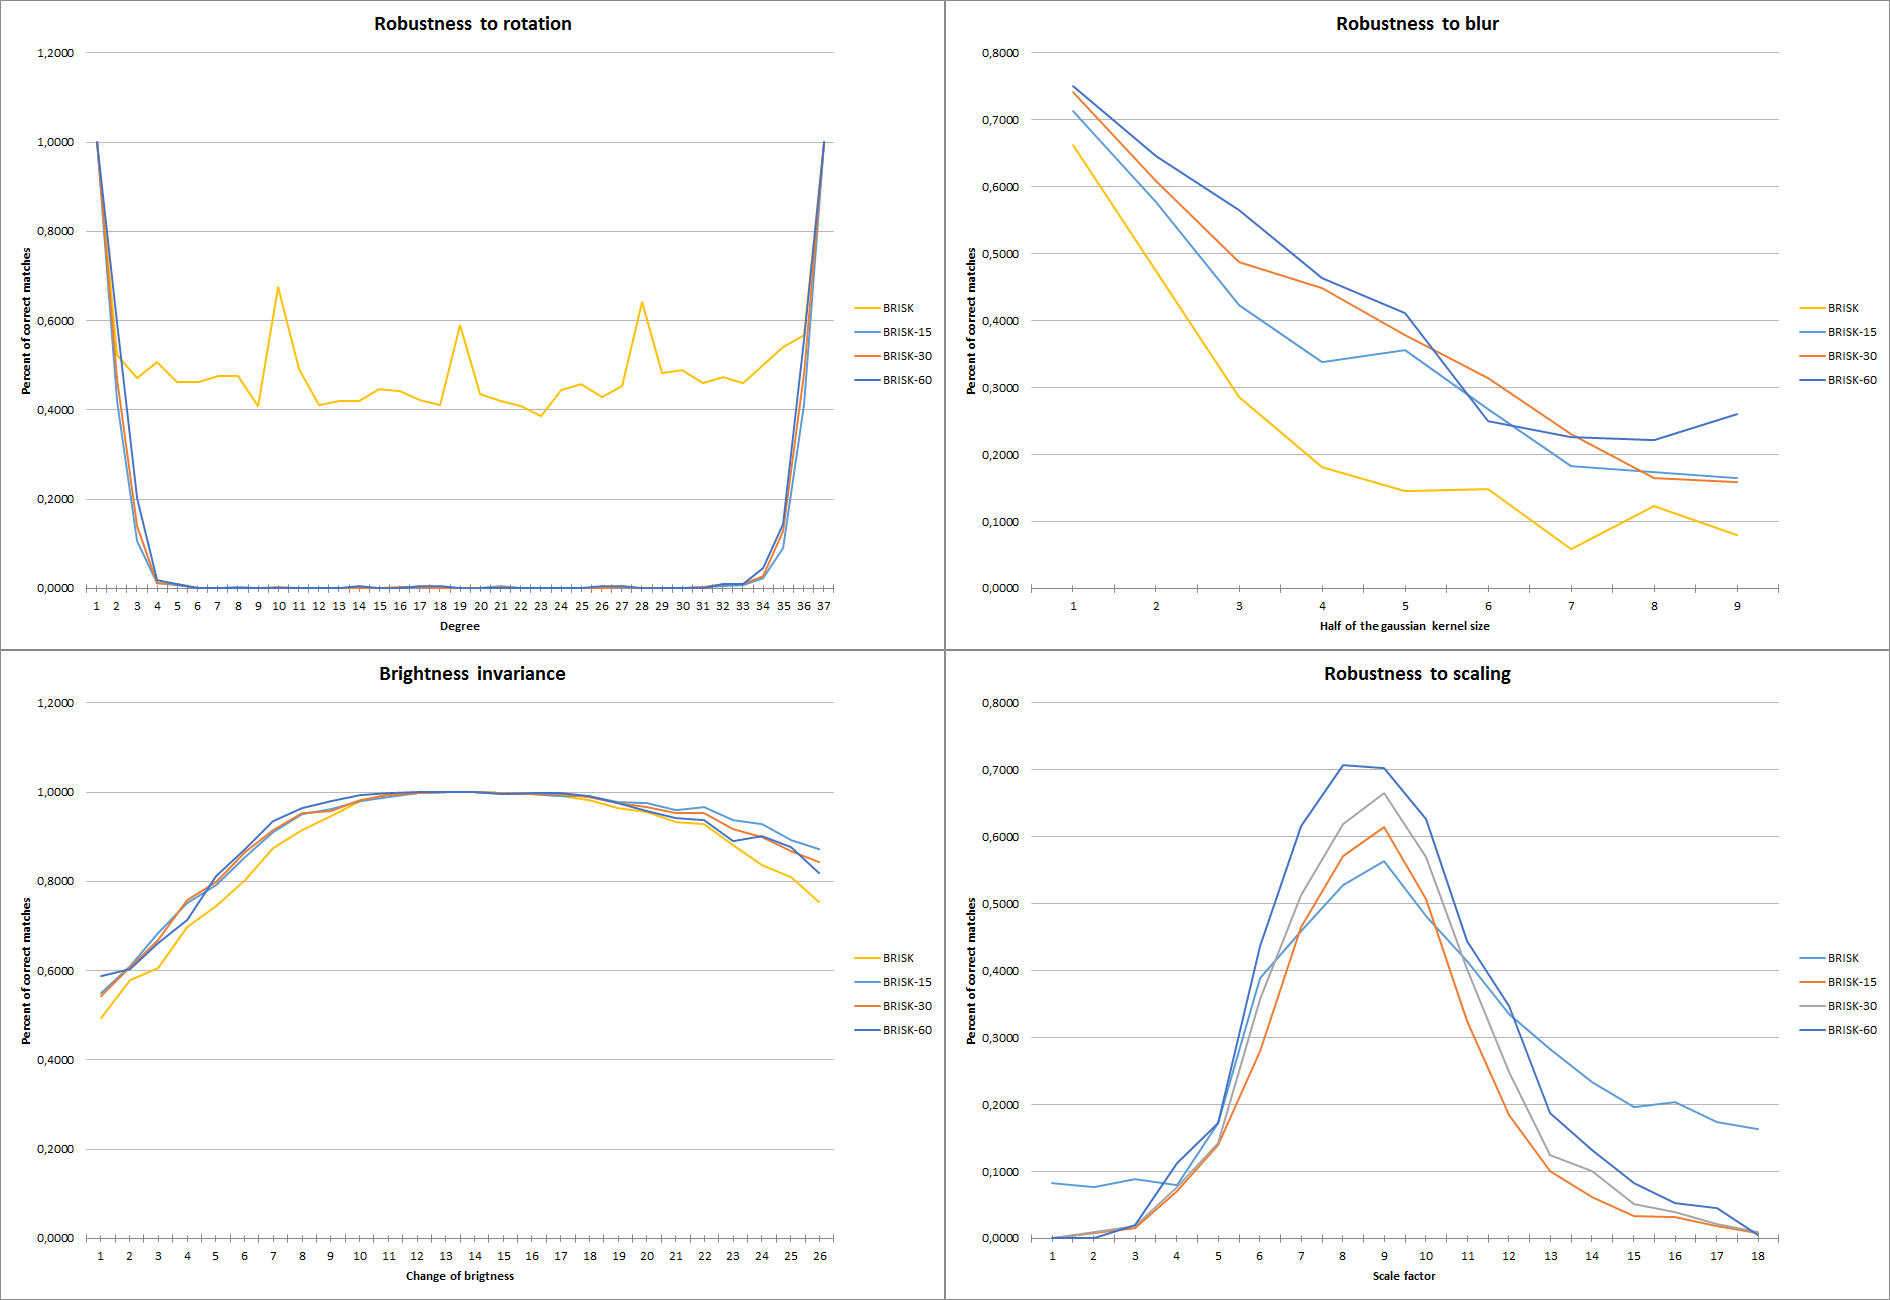 Robustness to rotation
1,2000
1,0000
0,8000
0,6000
0,4000
0,2000
0,0000
Percent of correct matches
1 2 3 4 5 6 7 8 9 10 11 12 13 14 15 16 17 18 19 20 21 22 23 24 25 26 27 28 29 30 31 32 33 34 35 36 37
Degree
BRISK
BRISK-15
BRISK-30
BRISK-60
Robustness to blur
0,8000
0,7000
0,6000
0,5000
0,4000
0,3000
0,2000
0,1000
0,0000
Percent of correct matches
1 2 3 4 5 6 7 8 9
Half of the gaussian kernel size
BRISK
BRISK-15
BRISK-30
BRISK-60
Brightness invariance
1,2000
1,0000
0,8000
0,6000
0,4000
0,2000
0,0000
Percent of correct matches
1 2 3 4 5 6 7 8 9 10 11 12 13 14 15 16 17 18 19 20 21 22 23 24 25 26
Change of brigtness
BRISK
BRISK-15
BRISK-30
BRISK-60
Robustness to scaling
0,8000
0,7000
0,6000
0,5000
0,4000
0,3000
0,2000
0,1000
0,0000
Percent of correct matches
1 2 3 4 5 6 7 8 9 10 11 12 13 14 15 16 17 18
Scale factor
BRISK
BRISK-15
BRISK-30
BRISK-60